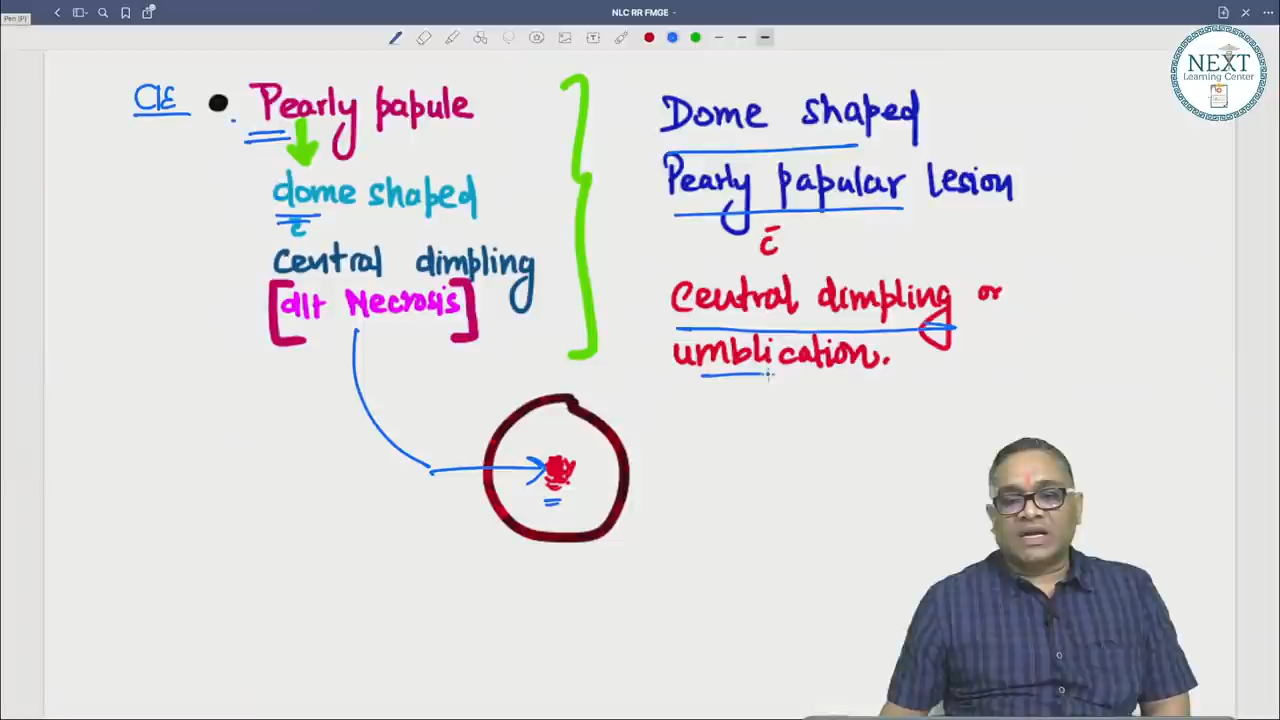 Pen (P)
NLC RR FMGE
NEXT
Learning Center
C/E
Pearly papule
dome shaped
c̄
central dimpling
[d/t Necrosis]
Dome shaped
Pearly papular lesion
c̄
Central dimpling or
umblication.